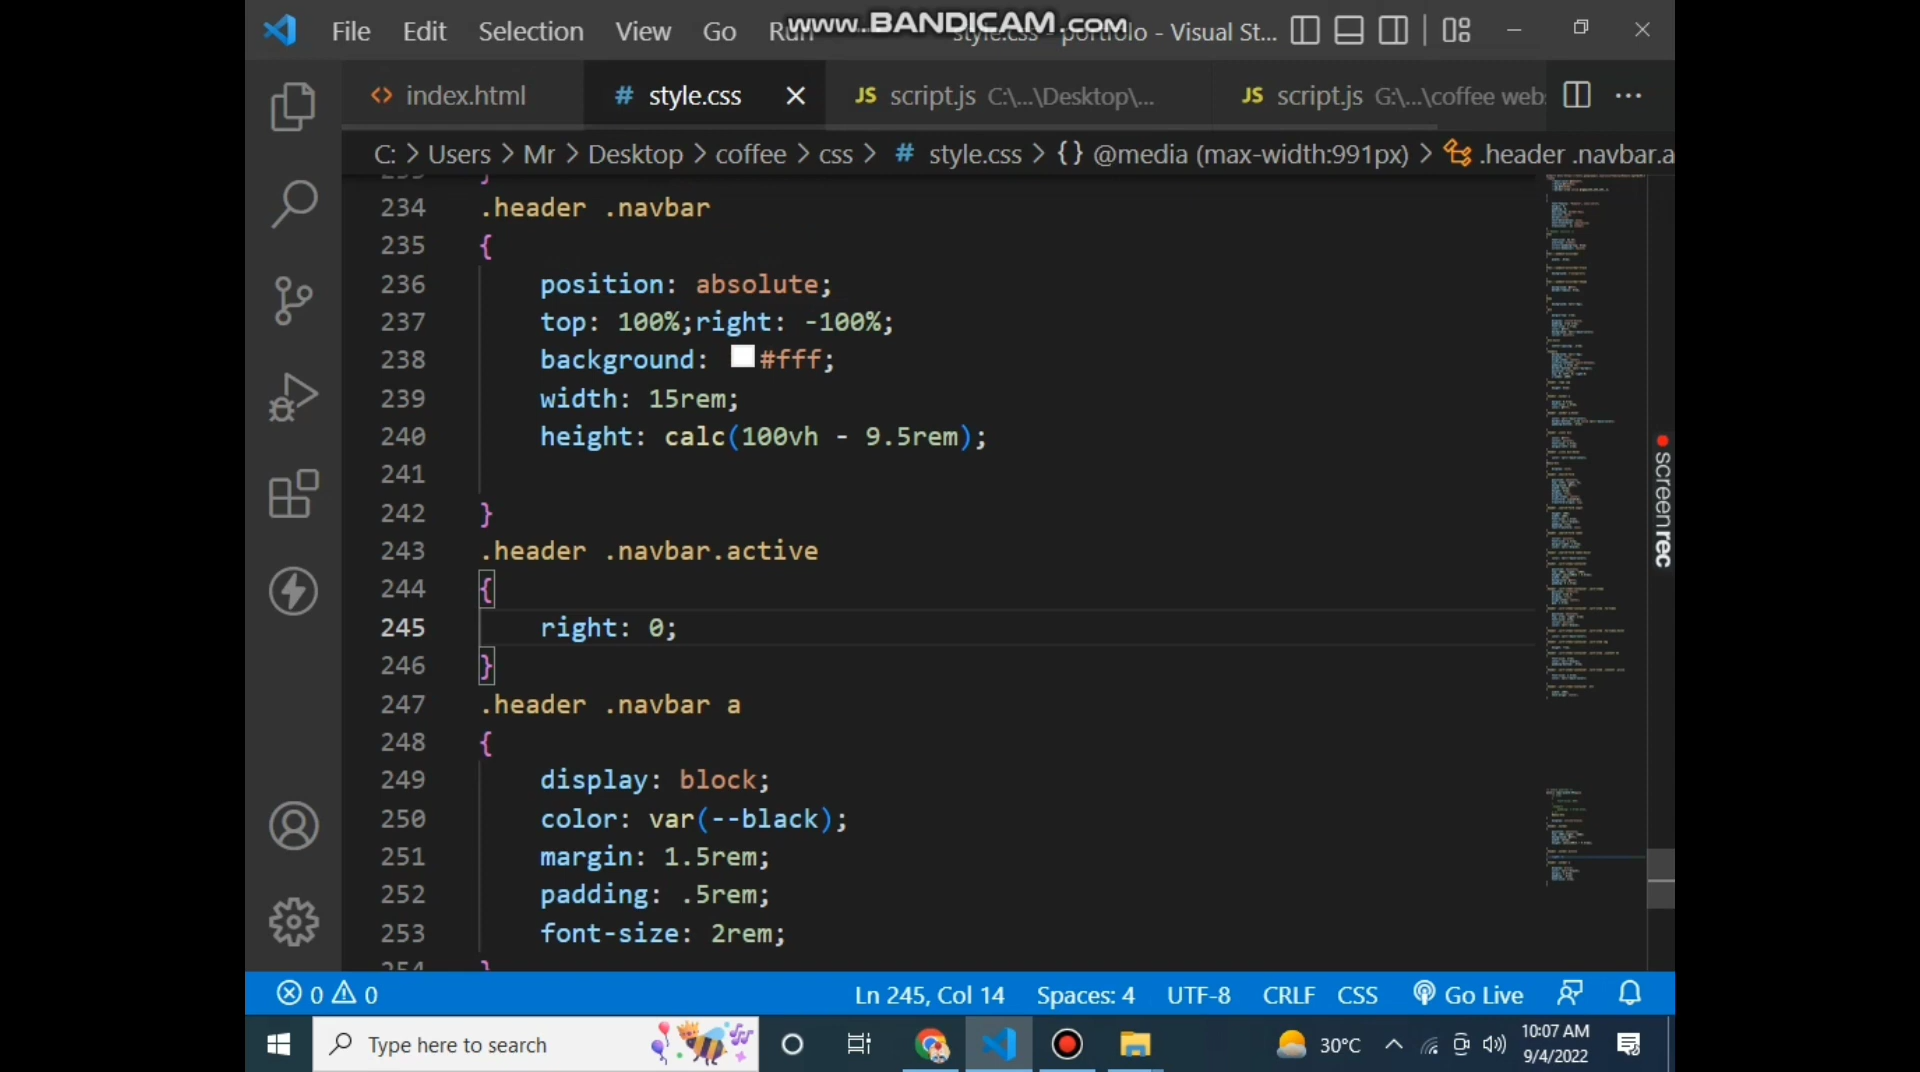 File Edit Selection View Go Run style.css - portfolio - Visual St...
www.BANDICAM.com
index.html # style.css JS script.js C:\...\Desktop\... JS script.js G:\...\coffee web
C: > Users > Mr > Desktop > coffee > css > # style.css > {} @media (max-width:991px) > .header .navbar.a
234 .header .navbar
235 {
236 position: absolute;
237 top: 100%;right: -100%;
238 background: #fff;
239 width: 15rem;
240 height: calc(100vh - 9.5rem);
241
242 }
243 .header .navbar.active
244 {
245 right: 0;
246 }
247 .header .navbar a
248 {
249 display: block;
250 color: var(--black);
251 margin: 1.5rem;
252 padding: .5rem;
253 font-size: 2rem;
254 }
screenrec
0 0 Ln 245, Col 14 Spaces: 4 UTF-8 CRLF CSS Go Live
Type here to search 30°C 10:07 AM
9/4/2022